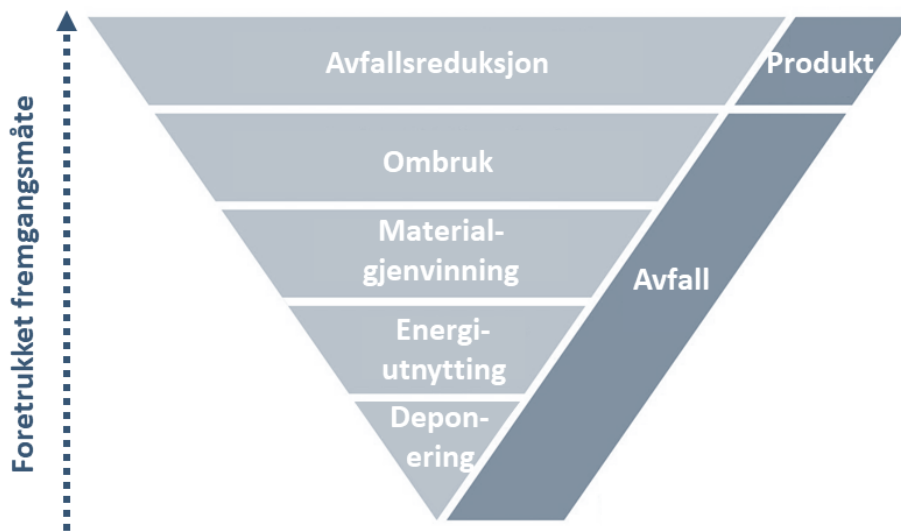 Foretrukket fremgangsmåte
Avfallsreduksjon
Produkt
Ombruk
Material-
gjenvinning
Avfall
Energi-
utnytting
Depon-
ering